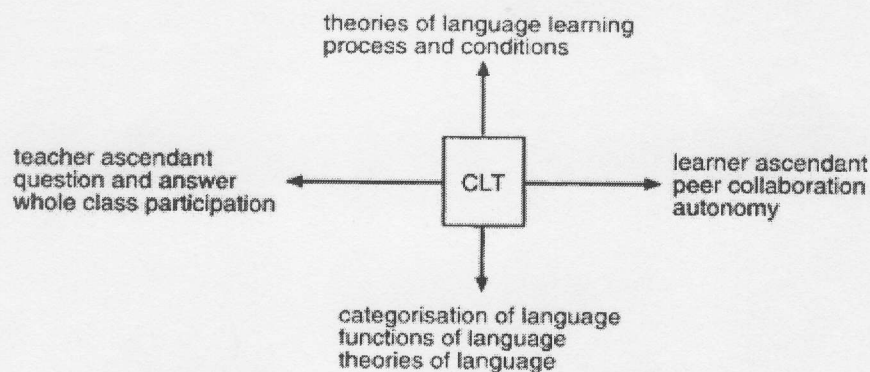 theories of language learning
process and conditions
teacher ascendant
question and answer
whole class participation
CLT
learner ascendant
peer collaboration
autonomy
categorisation of language
functions of language
theories of language